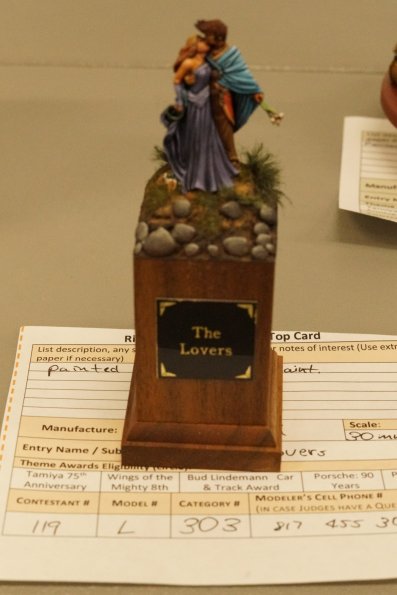 The
Lovers
Top Card
List description, any s
r notes of interest (Use extr
paper if necessary)
painted
aint.
Manufacture
Scale:
30 m
Entry Name / Sub
overs
Theme Awards Eligibility
Tamiya 75th
Anniversary
Wings of the
Mighty 8th
Bud Lindemann Car
& Track Award
Porsche: 90
Years
CONTESTANT #
MODEL #
CATEGORY #
MODELER'S CELL PHONE #
(IN CASE JUDGES HAVE A QUE
119
L
303
817 455 30
Manuf
Entry N
Theme